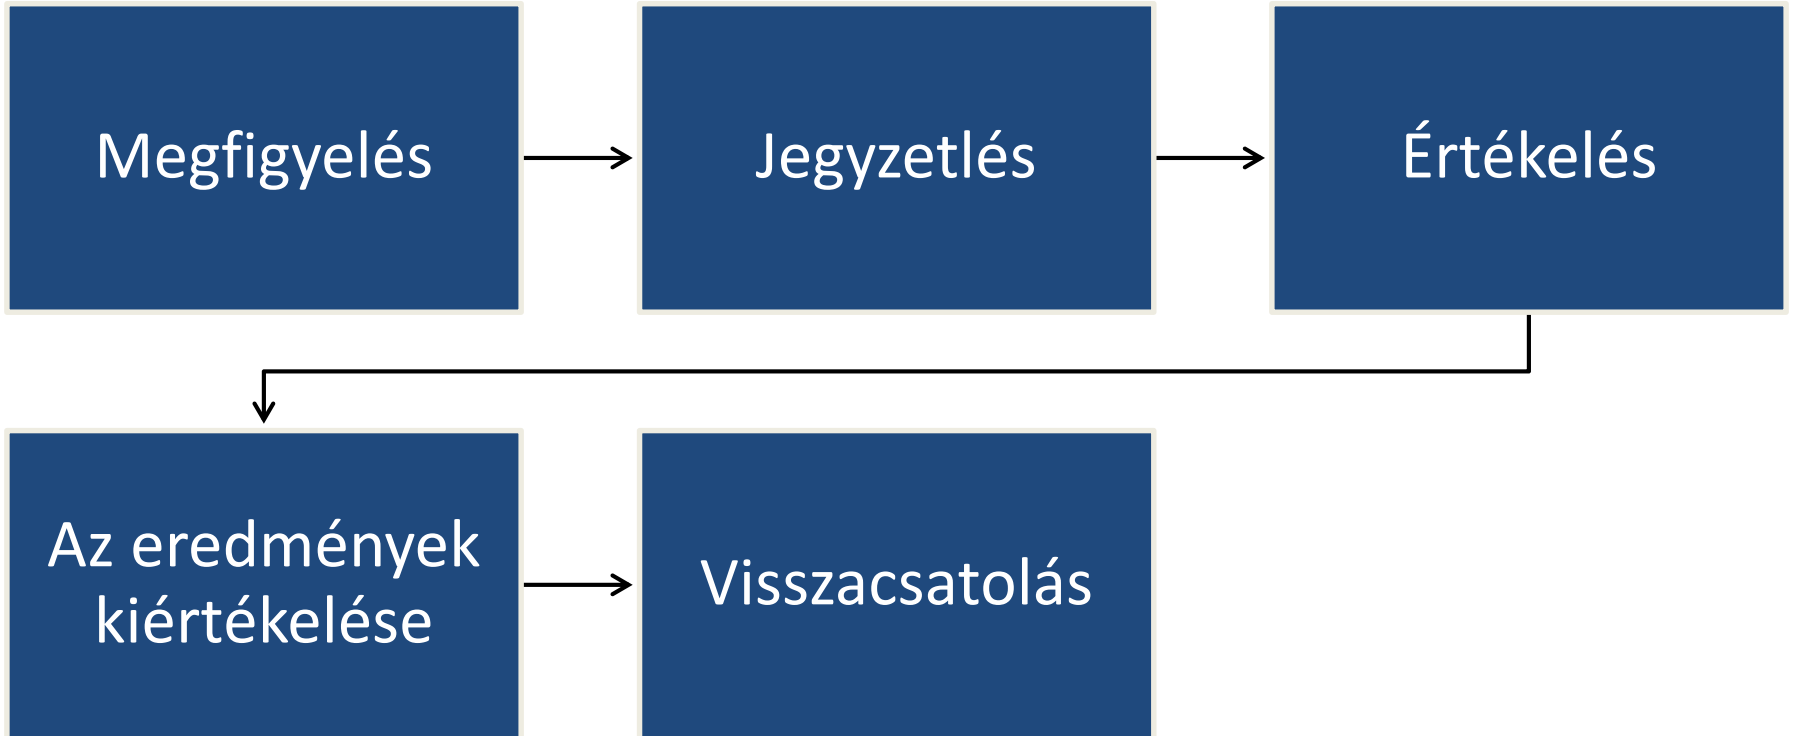 Megfigyelés
Jegyzetlés
Értékelés
Az eredmények
kiértékelése
Visszacsatolás